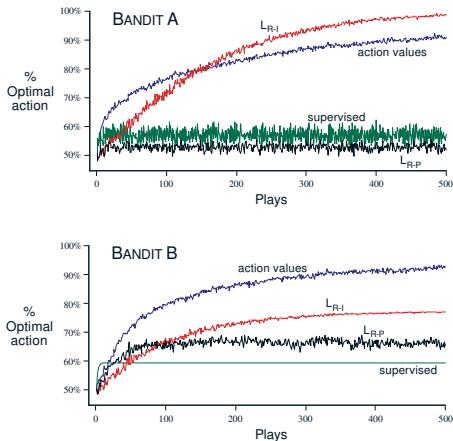 BANDIT A
100%
90%
80%
70%
60%
50%
% Optimal action
L_R-I
action values
supervised
L_R-P
0
100
200
300
400
500
Plays
BANDIT B
100%
90%
80%
70%
60%
50%
% Optimal action
action values
L_R-I
L_R-P
supervised
0
100
200
300
400
500
Plays